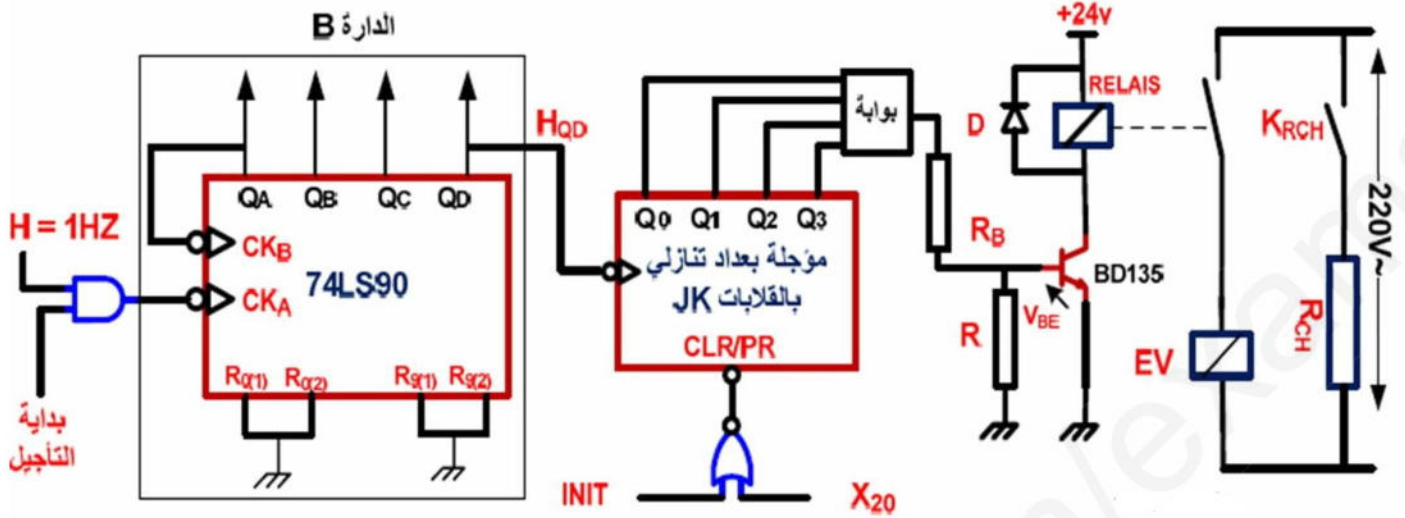 الدارة B
QA QB QC QD
H = 1HZ
CKB
CKA
74LS90
R0(1) R0(2) R9(1) R9(2)
بداية
التأجيل
HQD
Q0 Q1 Q2 Q3
مؤجلة بعداد تنازلي
بالقلابات JK
CLR/PR
INIT
X20
بوابة
RB
R
VBE
BD135
+24v
RELAIS
D
KRCH
EV
RCH
220V~